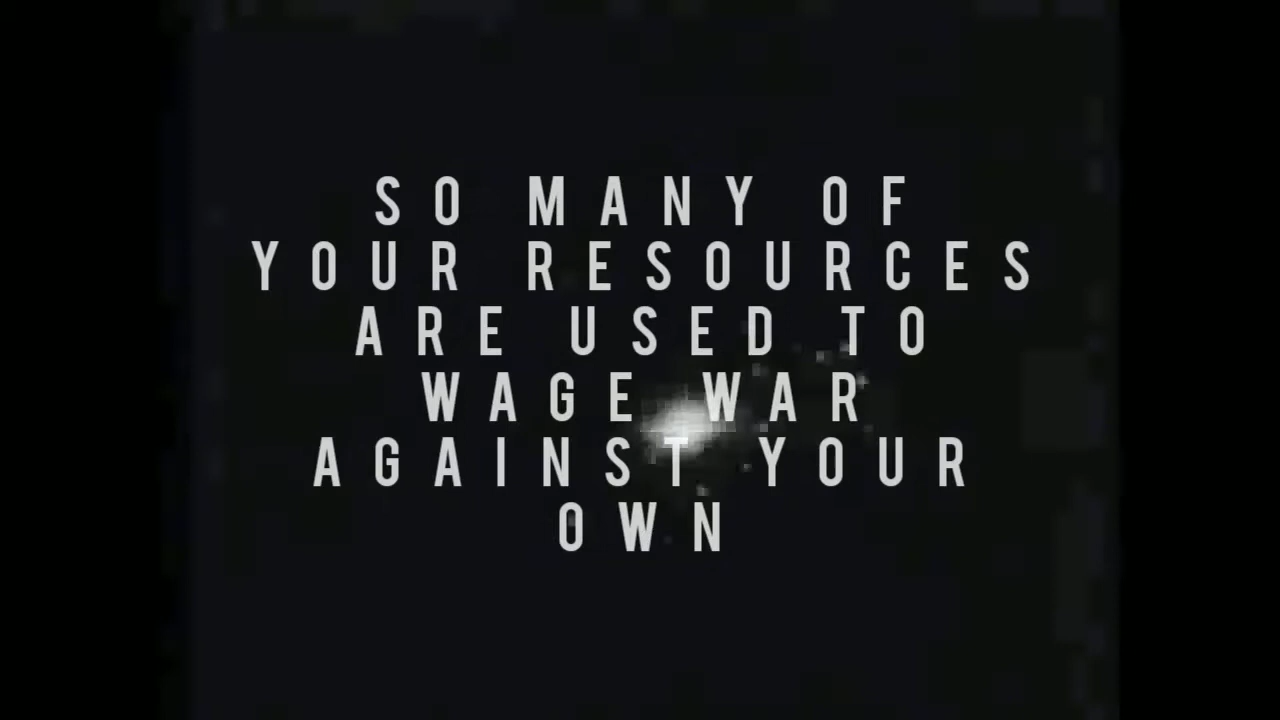 SO MANY OF
YOUR RESOURCES
ARE USED TO
WAGE WAR
AGAINST YOUR
OWN